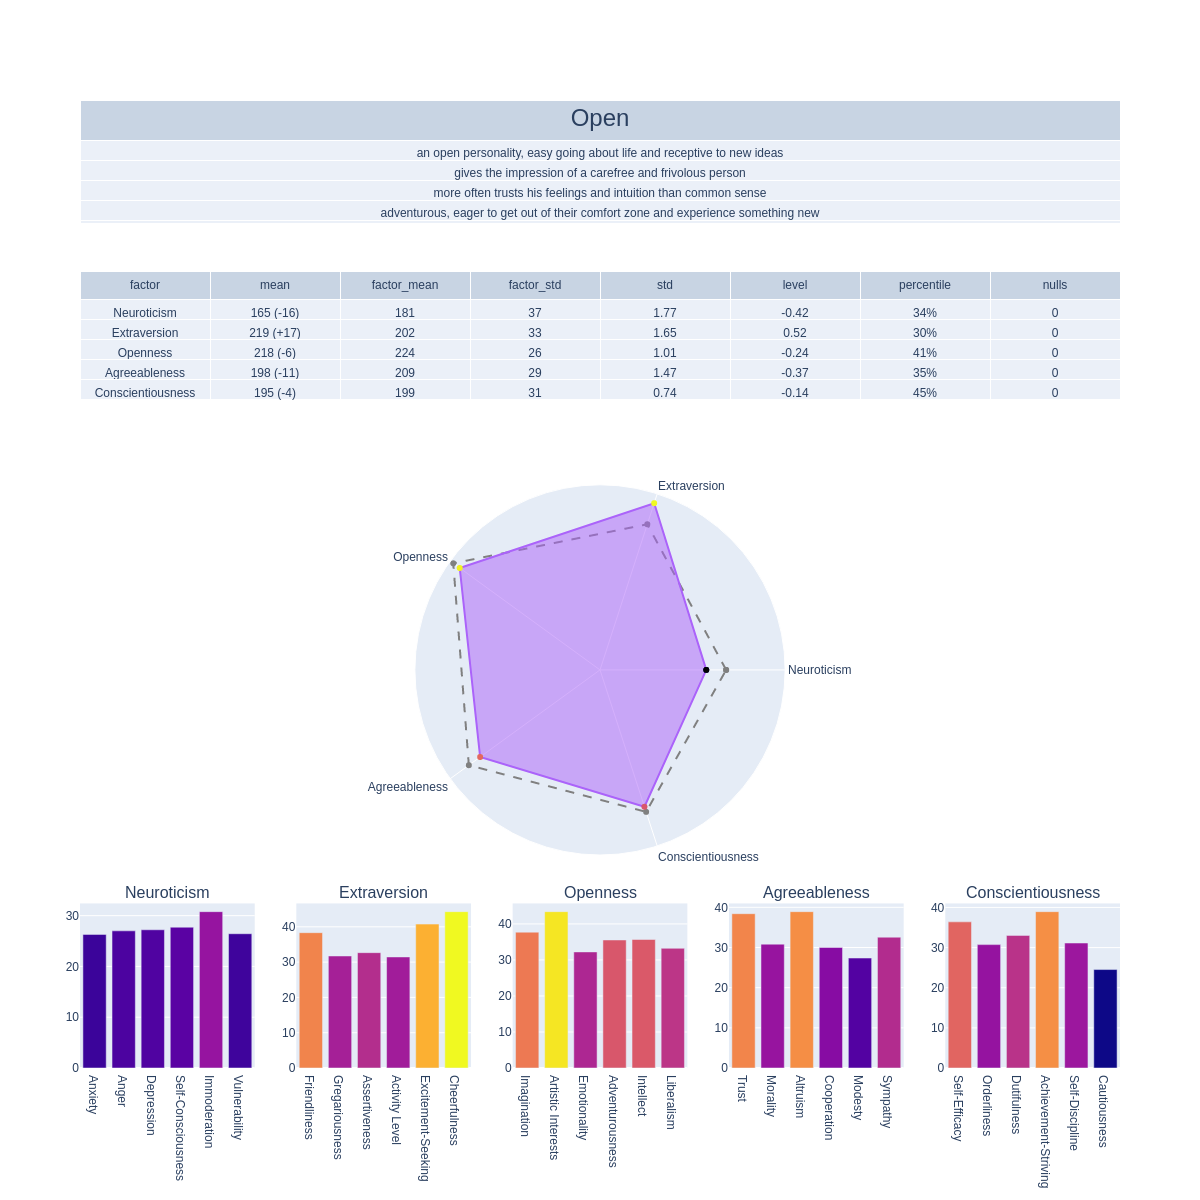 Open
an open personality, easy going about life and receptive to new ideas
gives the impression of a carefree and frivolous person
more often trusts his feelings and intuition than common sense
adventurous, eager to get out of their comfort zone and experience something new
factor mean factor_mean factor_std std level percentile nulls
Neuroticism 165 (-16) 181 37 1.77 -0.42 34% 0
Extraversion 219 (+17) 202 33 1.65 0.52 30% 0
Openness 218 (-6) 224 26 1.01 -0.24 41% 0
Agreeableness 198 (-11) 209 29 1.47 -0.37 35% 0
Conscientiousness 195 (-4) 199 31 0.74 -0.14 45% 0
Extraversion
Openness
Neuroticism
Agreeableness
Conscientiousness
Neuroticism
30
20
10
0
Anxiety
Anger
Depression
Self-Consciousness
Immoderation
Vulnerability
Extraversion
40
30
20
10
0
Friendliness
Gregariousness
Assertiveness
Activity Level
Excitement-Seeking
Cheerfulness
Openness
40
30
20
10
0
Imagination
Artistic Interests
Emotionality
Adventurousness
Intellect
Liberalism
Agreeableness
40
30
20
10
0
Trust
Morality
Altruism
Cooperation
Modesty
Sympathy
Conscientiousness
40
30
20
10
0
Self-Efficacy
Orderliness
Dutifulness
Achievement-Striving
Self-Discipline
Cautiousness